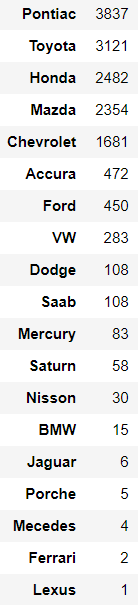 Pontiac 3837
Toyota 3121
Honda 2482
Mazda 2354
Chevrolet 1681
Accura 472
Ford 450
VW 283
Dodge 108
Saab 108
Mercury 83
Saturn 58
Nisson 30
BMW 15
Jaguar 6
Porche 5
Mecedes 4
Ferrari 2
Lexus 1